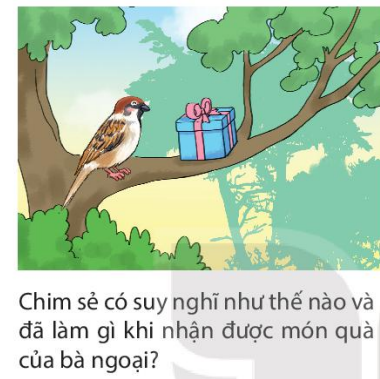 Chim sẻ có suy nghĩ như thế nào và
đã làm gì khi nhận được món quà
của bà ngoại?